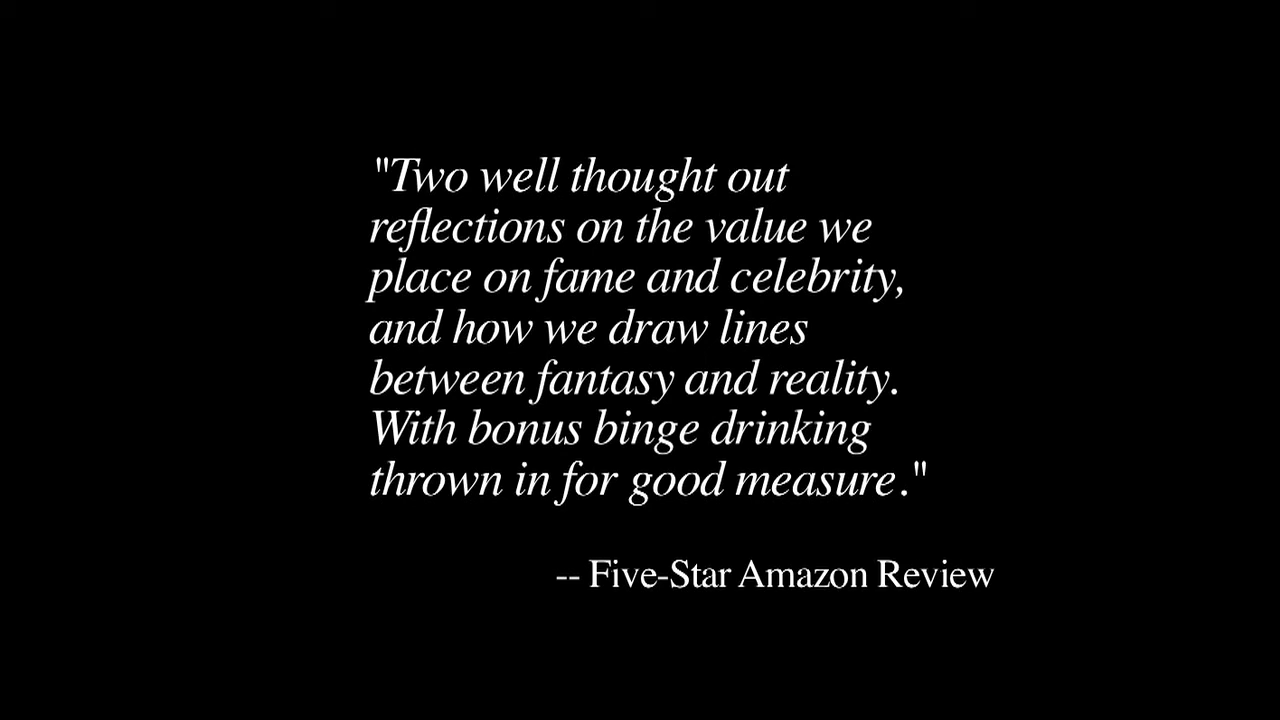 "Two well thought out
reflections on the value we
place on fame and celebrity,
and how we draw lines
between fantasy and reality.
With bonus binge drinking
thrown in for good measure."
-- Five-Star Amazon Review